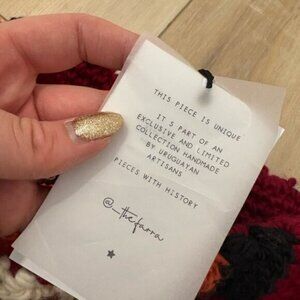 THIS PIECE IS UNIQUE
IT S PART OF AN
EXCLUSIVE AND LIMITED
COLLECTION HANDMADE
BY URUGUAYAN
ARTISANS
PIECES WITH HISTORY
@_thefarra